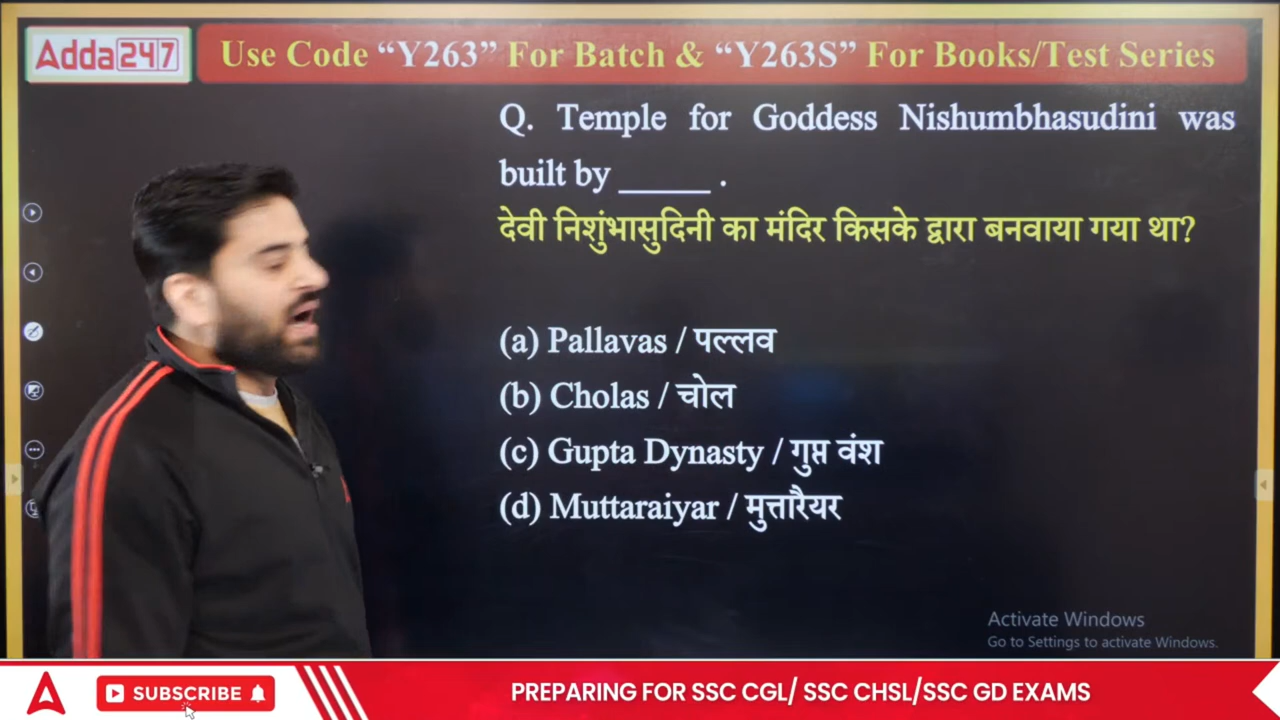 Adda247
Use Code “Y263” For Batch & “Y263S” For Books/Test Series
Q. Temple for Goddess Nishumbhasudini was
built by _____ .
देवी निशुंभासुदिनी का मंदिर किसके द्वारा बनवाया गया था?
(a) Pallavas / पल्लव
(b) Cholas / चोल
(c) Gupta Dynasty / गुप्त वंश
(d) Muttaraiyar / मुत्तारैयर
Activate Windows
Go to Settings to activate Windows.
SUBSCRIBE
PREPARING FOR SSC CGL/ SSC CHSL/SSC GD EXAMS